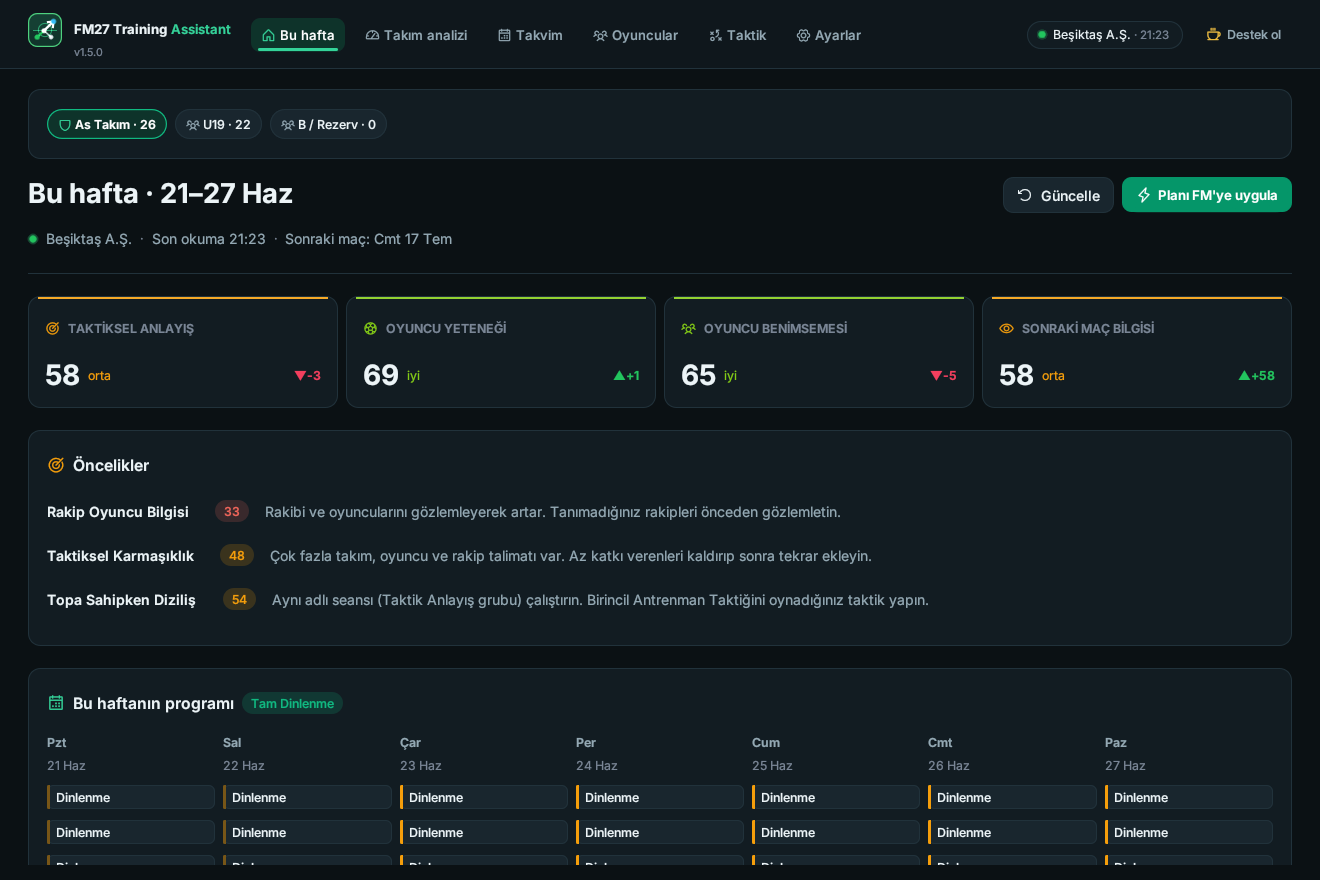 FM27 Training Assistant
v1.5.0
Bu hafta
Takım analizi
Takvim
Oyuncular
Taktik
Ayarlar
Beşiktaş A.Ş. · 21:23
Destek ol
As Takım · 26
U19 · 22
B / Rezerv · 0
Bu hafta · 21–27 Haz
Güncelle
Planı FM'ye uygula
Beşiktaş A.Ş. · Son okuma 21:23 · Sonraki maç: Cmt 17 Tem
TAKTİKSEL ANLAYIŞ
58 orta ▼-3
OYUNCU YETENEĞİ
69 iyi ▲+1
OYUNCU BENİMSEMESİ
65 iyi ▼-5
SONRAKİ MAÇ BİLGİSİ
58 orta ▲+58
Öncelikler
Rakip Oyuncu Bilgisi 33 Rakibi ve oyuncularını gözlemleyerek artar. Tanımadığınız rakipleri önceden gözlemletin.
Taktiksel Karmaşıklık 48 Çok fazla takım, oyuncu ve rakip talimatı var. Az katkı verenleri kaldırıp sonra tekrar ekleyin.
Topa Sahipken Diziliş 54 Aynı adlı seansı (Taktik Anlayış grubu) çalıştırın. Birincil Antrenman Taktiğini oynadığınız taktik yapın.
Bu haftanın programı Tam Dinlenme
Pzt Sal Çar Per Cum Cmt Paz
21 Haz 22 Haz 23 Haz 24 Haz 25 Haz 26 Haz 27 Haz
Dinlenme Dinlenme Dinlenme Dinlenme Dinlenme Dinlenme Dinlenme
Dinlenme Dinlenme Dinlenme Dinlenme Dinlenme Dinlenme Dinlenme